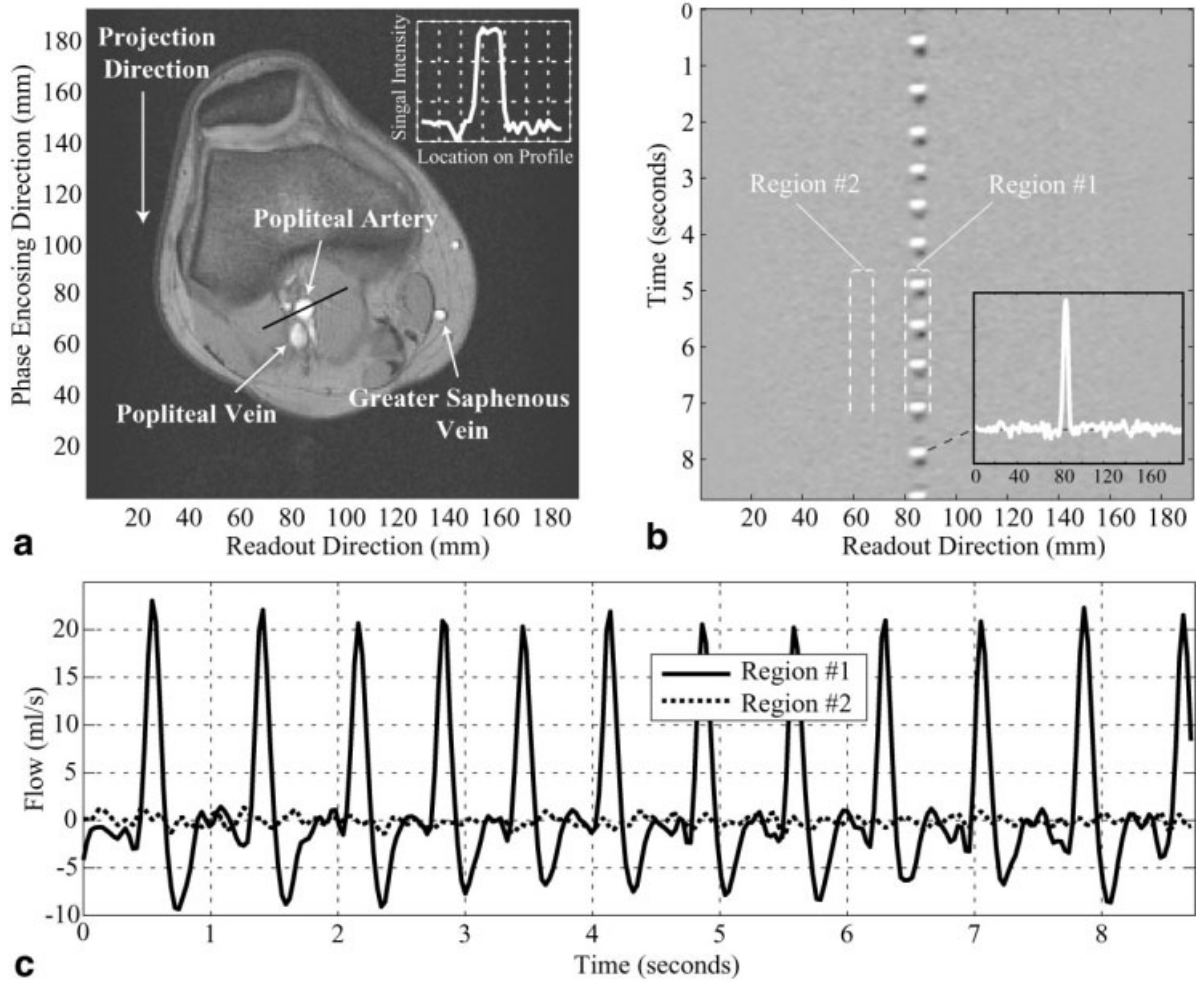 180
160
140
120
100
80
60
40
20
Phase Encosing Direction (mm)
Projection
Direction
Singal Intensity
Location on Profile
Popliteal Artery
Popliteal Vein
Greater Saphenous
Vein
20 40 60 80 100 120 140 160 180
Readout Direction (mm)
a
0
1
2
3
4
5
6
7
8
Time (seconds)
Region #2
Region #1
0 40 80 120 160
20 40 60 80 100 120 140 160 180
Readout Direction (mm)
b
20
15
10
5
0
-5
-10
Flow (ml/s)
Region #1
Region #2
0 1 2 3 4 5 6 7 8
Time (seconds)
c